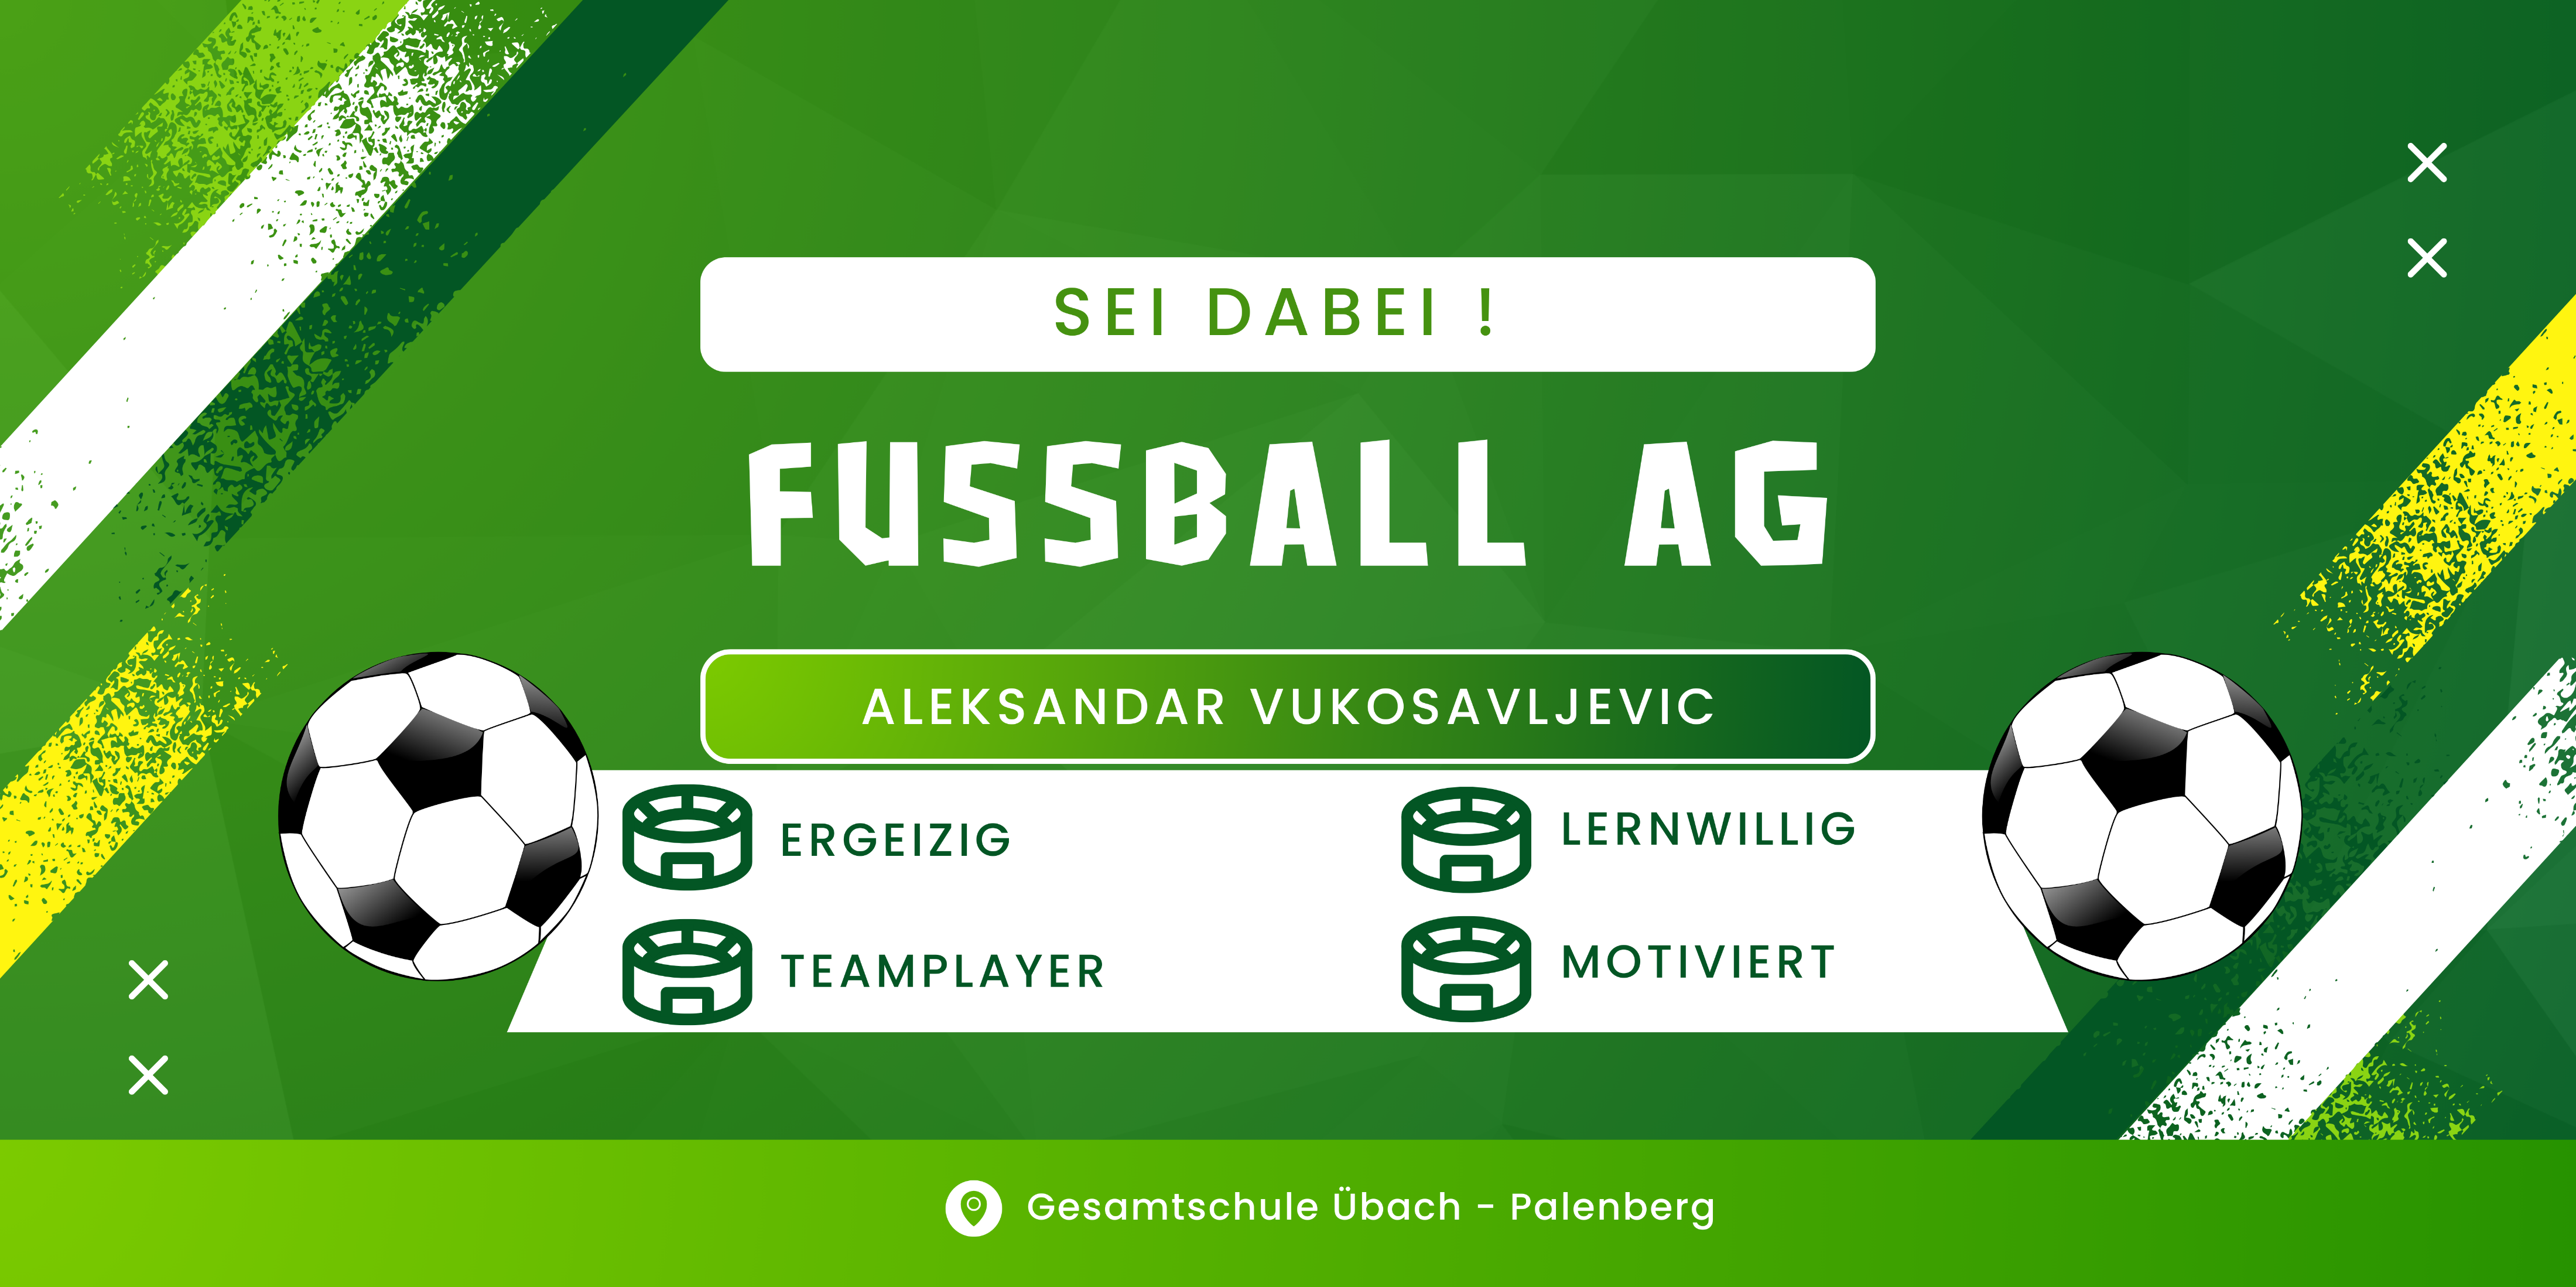 SEI DABEI !
FUSSBALL AG
ALEKSANDAR VUKOSAVLJEVIC
ERGEIZIG
LERNWILLIG
TEAMPLAYER
MOTIVIERT
Gesamtschule Übach - Palenberg